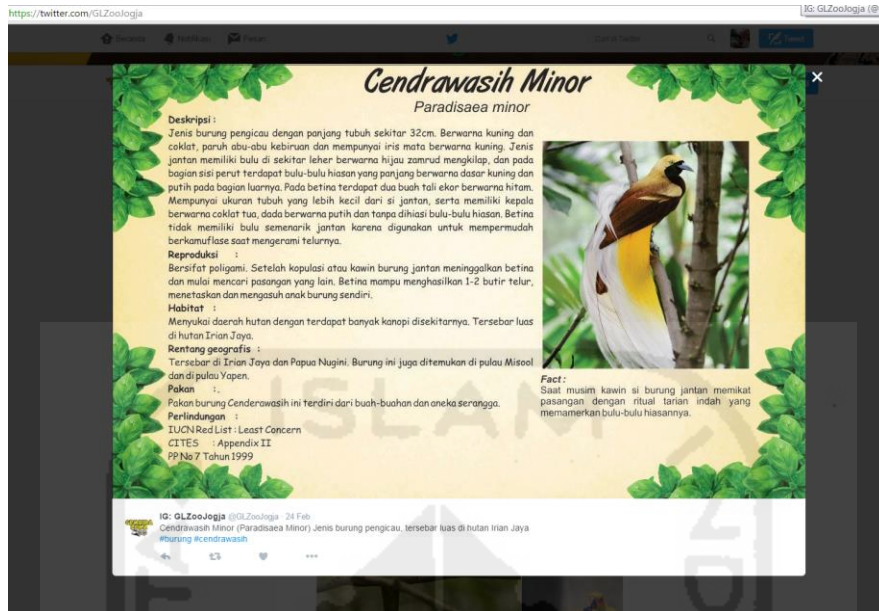 https://twitter.com/GLZooJogja
IG: GLZooJogja (@
Beranda Notifikasi Pesan Cari di Twitter Tweet
Cendrawasih Minor
Paradisaea minor
Deskripsi :
Jenis burung pengicau dengan panjang tubuh sekitar 32cm. Berwarna kuning dan
coklat, paruh abu-abu kebiruan dan mempunyai iris mata berwarna kuning. Jenis
jantan memiliki bulu di sekitar leher berwarna hijau zamrud mengkilap, dan pada
bagian sisi perut terdapat bulu-bulu hiasan yang panjang berwarna dasar kuning dan
putih pada bagian luarnya. Pada betina terdapat dua buah tali ekor berwarna hitam.
Mempunyai ukuran tubuh yang lebih kecil dari si jantan, serta memiliki kepala
berwarna coklat tua, dada berwarna putih dan tanpa dihiasi bulu-bulu hiasan. Betina
tidak memiliki bulu semenarik jantan karena digunakan untuk mempermudah
berkamuflase saat mengerami telurnya.
Reproduksi :
Bersifat poligami. Setelah kopulasi atau kawin burung jantan meninggalkan betina
dan mulai mencari pasangan yang lain. Betina mampu menghasilkan 1-2 butir telur,
menetaskan dan mengasuh anak burung sendiri.
Habitat :
Menyukai daerah hutan dengan terdapat banyak kanopi disekitarnya. Tersebar luas
di hutan Irian Jaya.
Rentang geografis :
Tersebar di Irian Jaya dan Papua Nugini. Burung ini juga ditemukan di pulau Misool
dan di pulau Yapen.
Pakan :.
Pakan burung Cenderawasih ini terdiri dari buah-buahan dan aneka serangga.
Perlindungan :
IUCN Red List : Least Concern
CITES : Appendix II
PP No 7 Tahun 1999
Fact :
Saat musim kawin si burung jantan memikat
pasangan dengan ritual tarian indah yang
memamerkan bulu-bulu hiasannya.
IG: GLZooJogja @GLZooJogja · 24 Feb
Cendrawasih Minor (Paradisaea Minor) Jenis burung pengicau, tersebar luas di hutan Irian Jaya
#burung #cendrawasih
ISLAM